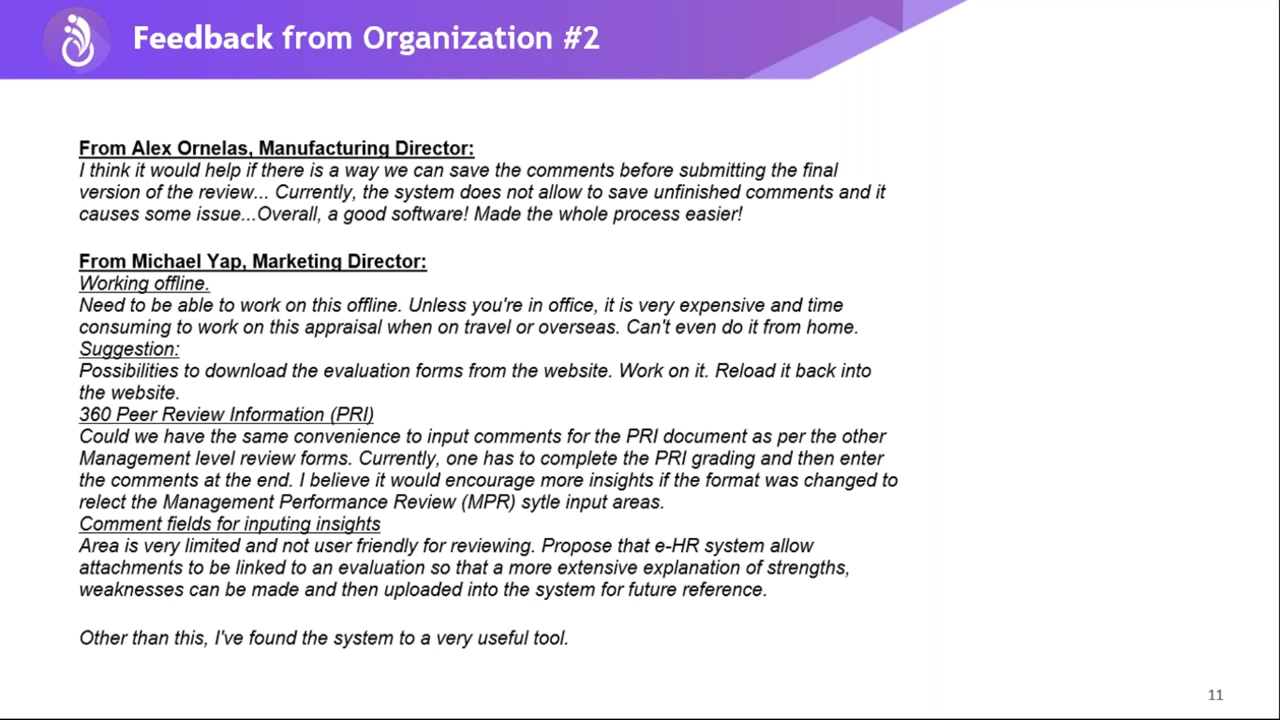 Feedback from Organization #2
From Alex Ornelas, Manufacturing Director:
I think it would help if there is a way we can save the comments before submitting the final
version of the review... Currently, the system does not allow to save unfinished comments and it
causes some issue...Overall, a good software! Made the whole process easier!
From Michael Yap, Marketing Director:
Working offline.
Need to be able to work on this offline. Unless you're in office, it is very expensive and time
consuming to work on this appraisal when on travel or overseas. Can't even do it from home.
Suggestion:
Possibilities to download the evaluation forms from the website. Work on it. Reload it back into
the website.
360 Peer Review Information (PRI)
Could we have the same convenience to input comments for the PRI document as per the other
Management level review forms. Currently, one has to complete the PRI grading and then enter
the comments at the end. I believe it would encourage more insights if the format was changed to
relect the Management Performance Review (MPR) sytle input areas.
Comment fields for inputing insights
Area is very limited and not user friendly for reviewing. Propose that e-HR system allow
attachments to be linked to an evaluation so that a more extensive explanation of strengths,
weaknesses can be made and then uploaded into the system for future reference.
Other than this, I've found the system to a very useful tool.
11